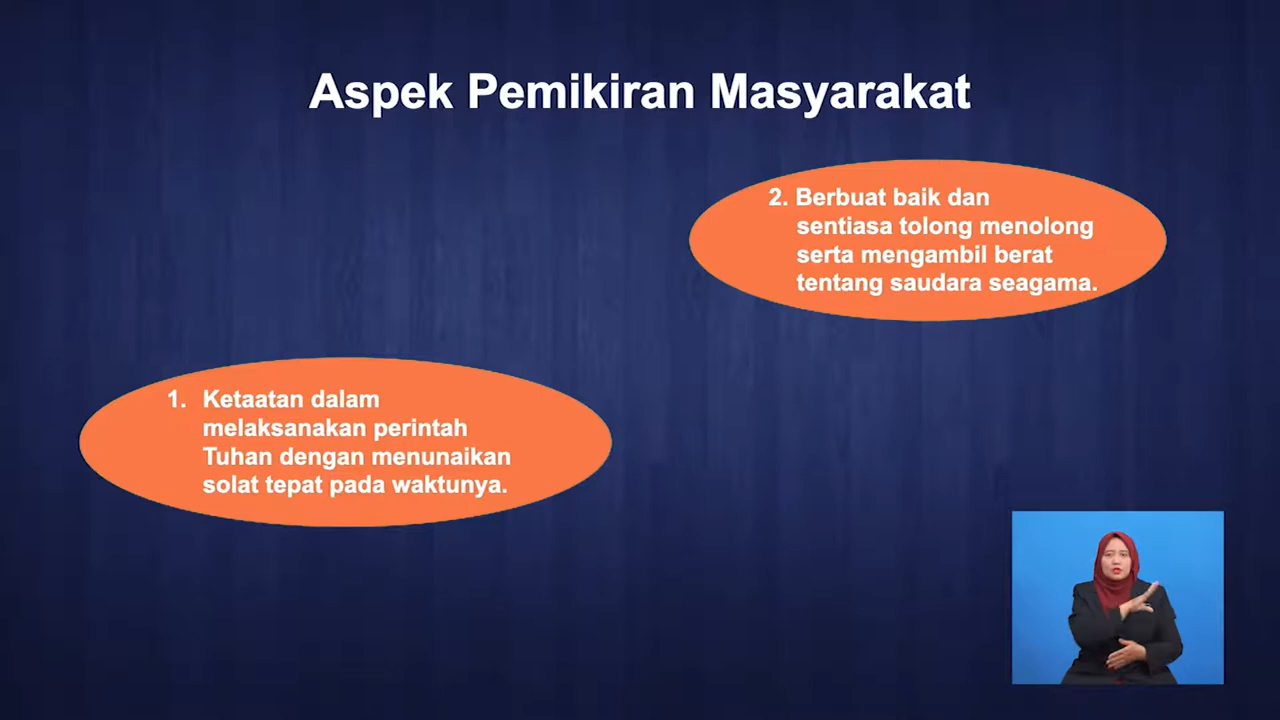 Aspek Pemikiran Masyarakat
1. Ketaatan dalam
melaksanakan perintah
Tuhan dengan menunaikan
solat tepat pada waktunya.
2. Berbuat baik dan
sentiasa tolong menolong
serta mengambil berat
tentang saudara seagama.